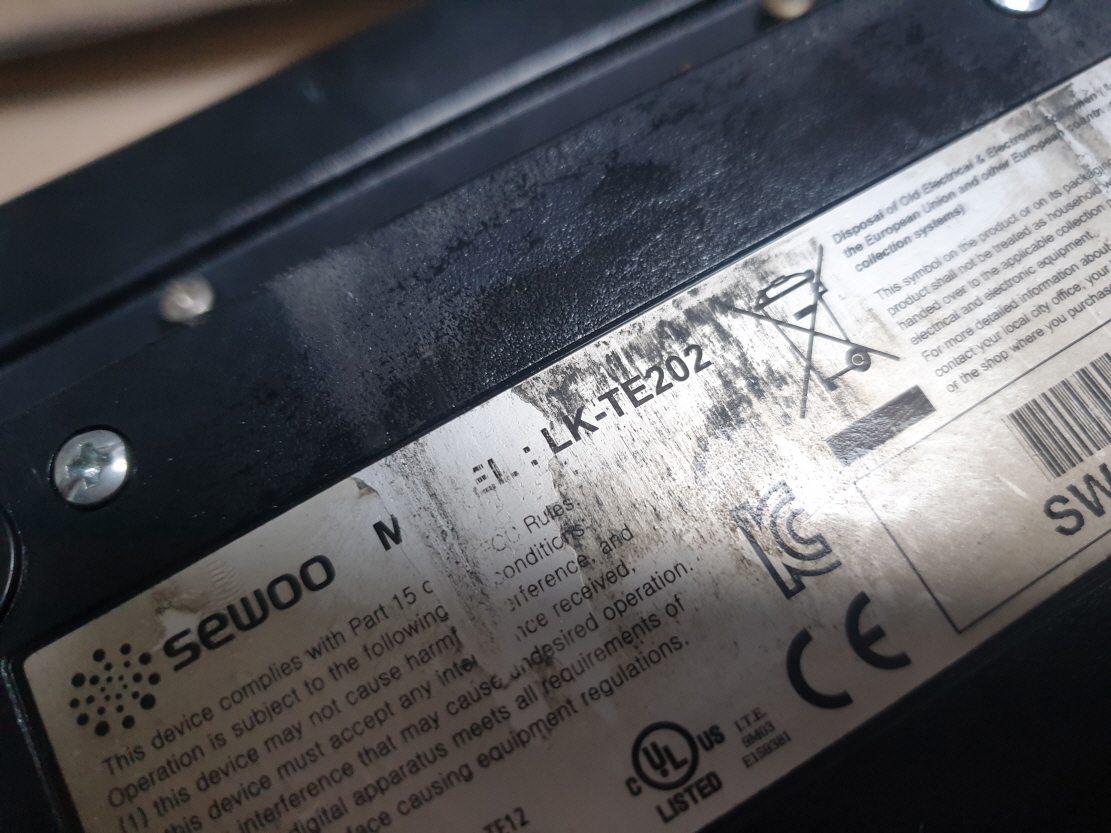 sewoo
M
EL : LK-TE202
This device complies with Part 15 o CC Rules
Operation is subject to the following conditions
(1) this device may not cause harmf erference, and
this device must accept any inte nce received,
interference that may cause undesired operation.
digital apparatus meets all requirements of
face causing equipment regulations.
TE12
C UL US
LISTED
I.T.E.
E159381
CE
Disposal of Old Electrical & Electronic
the European Union and other European
collection systems)
This symbol on the product or on its packag
product shall not be treated as household
handed over to the applicable collection
electrical and electronic equipment.
For more detailed information about
contact your local city office, your
or the shop where you purchas
SW